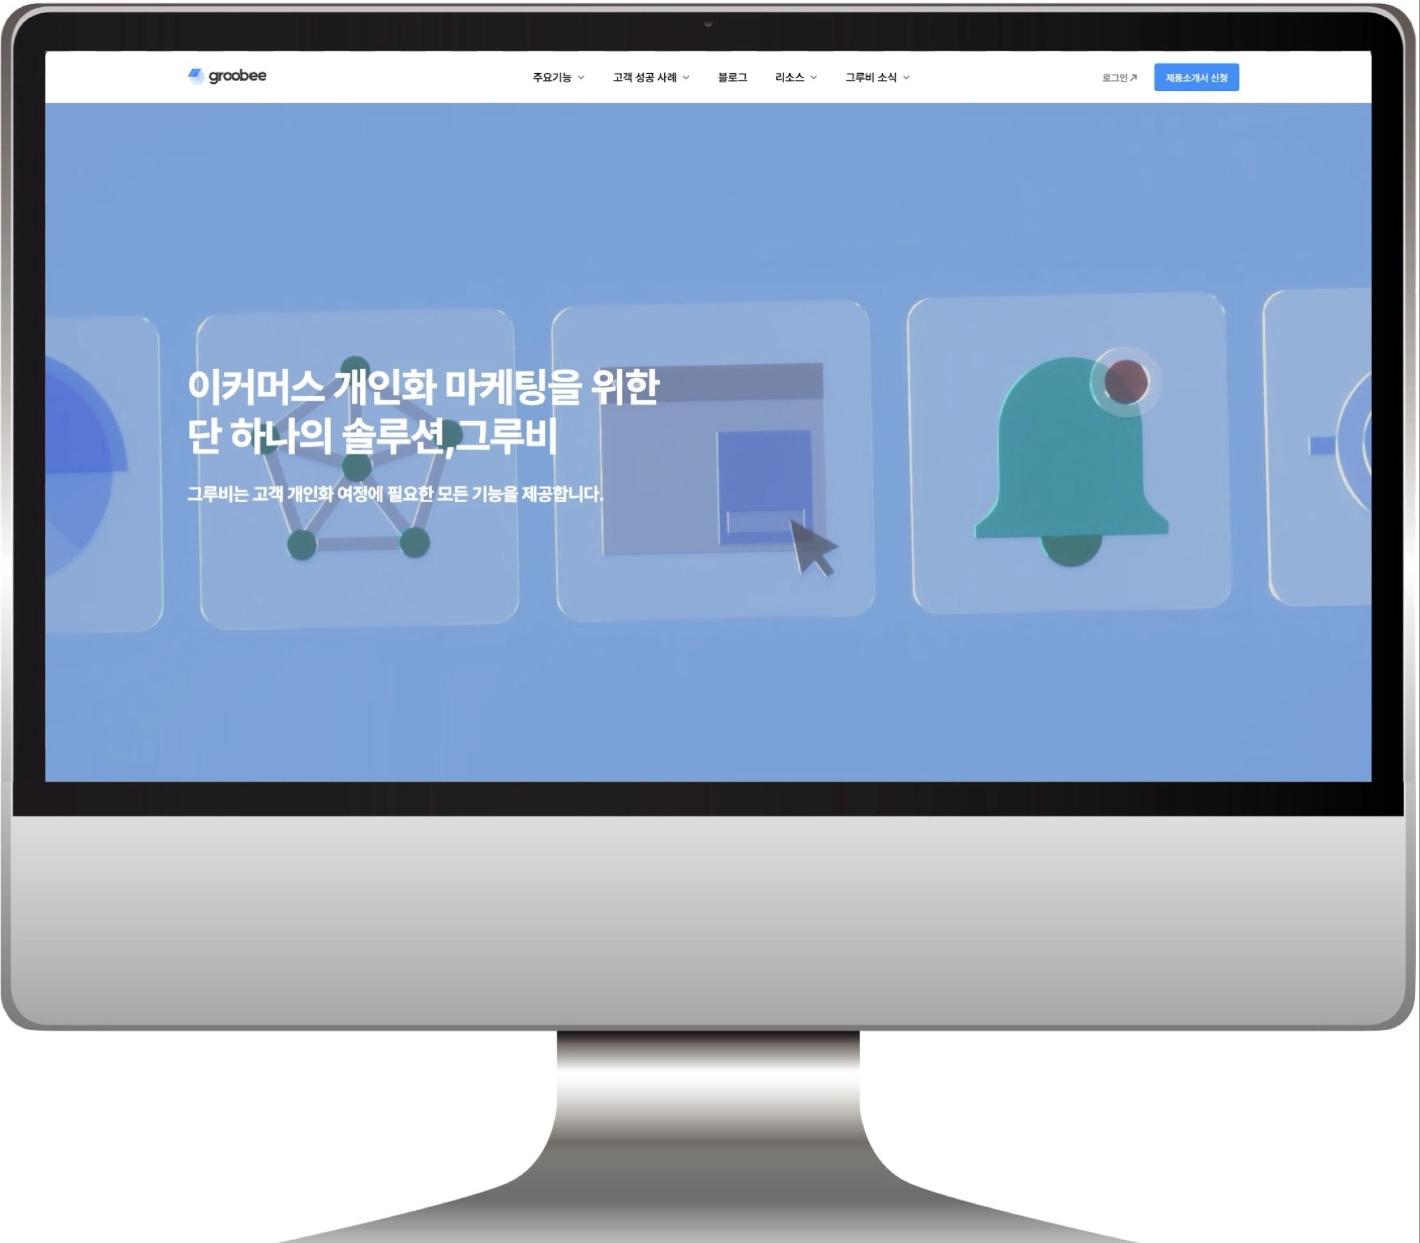 groobee
주요기능
고객 성공 사례
블로그
리소스
그루비 소식
로그인
제품소개서 신청
이커머스 개인화 마케팅을 위한
단 하나의 솔루션,그루비
그루비는 고객 개인화 여정에 필요한 모든 기능을 제공합니다.